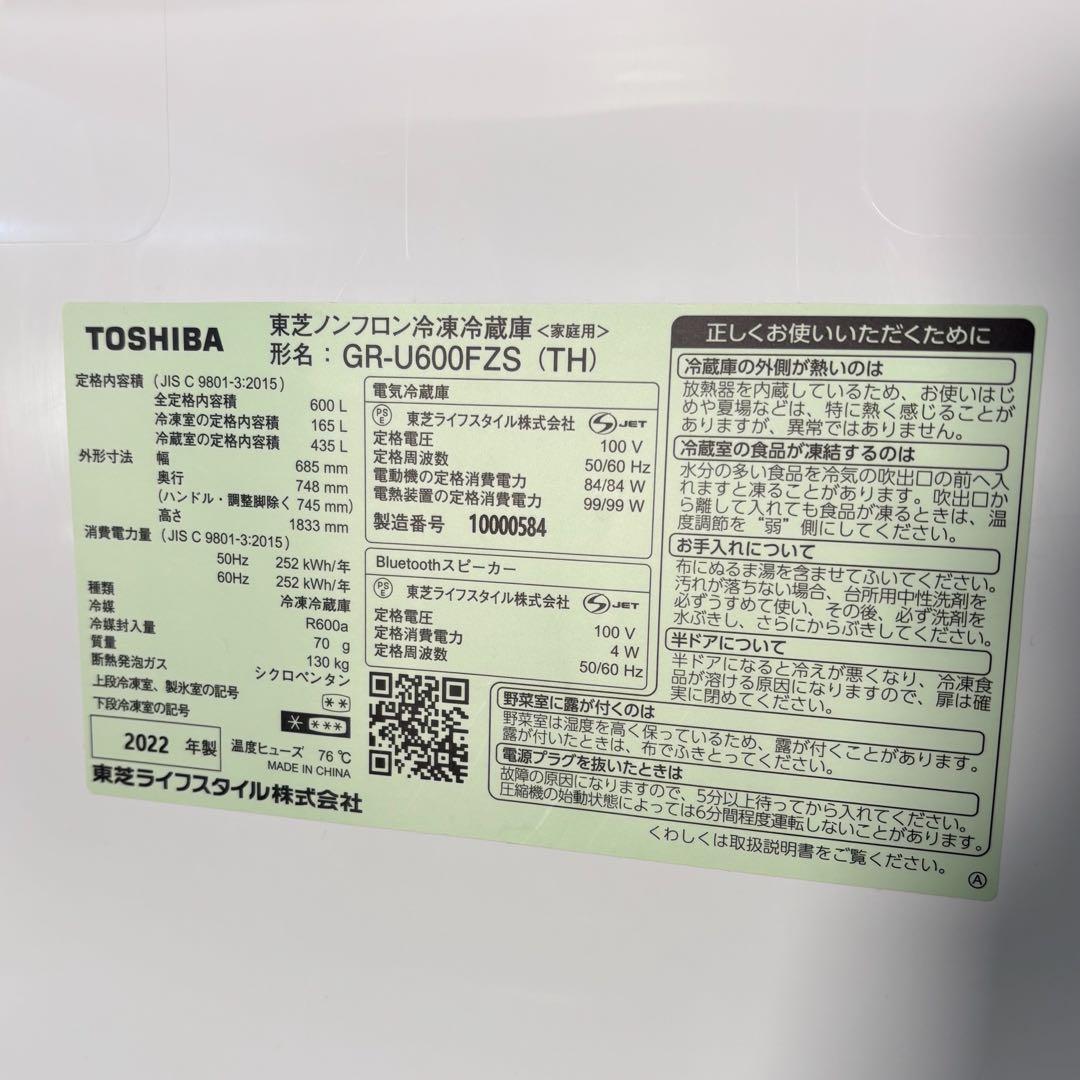 TOSHIBA
東芝ノンフロン冷凍冷蔵庫<家庭用>
形名：GR-U600FZS (TH)
定格内容積 (JIS C 9801-3:2015)
全定格内容積 600 L
冷凍室の定格内容積 165 L
冷蔵室の定格内容積 435 L
外形寸法 幅 685 mm
奥行 748 mm
(ハンドル・調整脚除く 745 mm)
高さ 1833 mm
消費電力量 (JIS C 9801-3:2015)
50Hz 252 kWh/年
60Hz 252 kWh/年
種類 冷凍冷蔵庫
冷媒 R600a
冷媒封入量 70 g
質量 130 kg
断熱発泡ガス シクロペンタン
上段冷凍室、製氷室の記号 **
下段冷凍室の記号 * ***
2022 年製
温度ヒューズ 76℃
MADE IN CHINA
東芝ライフスタイル株式会社
電気冷蔵庫
PSE 東芝ライフスタイル株式会社 JET
定格電圧 100 V
定格周波数 50/60 Hz
電動機の定格消費電力 84/84 W
電熱装置の定格消費電力 99/99 W
製造番号 10000584
Bluetoothスピーカー
PSE 東芝ライフスタイル株式会社 JET
定格電圧 100 V
定格消費電力 4 W
定格周波数 50/60 Hz
正しくお使いいただくために
冷蔵庫の外側が熱いのは
放熱器を内蔵しているため、お使いはじ
めや夏場などは、特に熱く感じることが
ありますが、異常ではありません。
冷蔵室の食品が凍結するのは
水分の多い食品を冷気の吹出口の前へ入
れますと凍ることがあります。吹出口か
ら離して入れても食品が凍るときは、温
度調節を“弱”側にしてください。
お手入れについて
布にぬるま湯を含ませてふいてください。
汚れが落ちない場合、台所用中性洗剤を
必ずうすめて使い、その後、必ず洗剤を
水ぶきし、さらにからぶきしてください。
半ドアについて
半ドアになると冷えが悪くなり、冷凍食
品が溶ける原因になりますので、扉は確
実に閉めてください。
野菜室に露が付くのは
野菜室は湿度を高く保っているため、露が付くことがあります。
露が付いたときは、布でふきとってください。
電源プラグを抜いたときは
故障の原因になりますので、5分以上待ってから入れてください。
圧縮機の始動状態によっては6分間程度運転しないことがあります。
くわしくは取扱説明書をご覧ください。
A